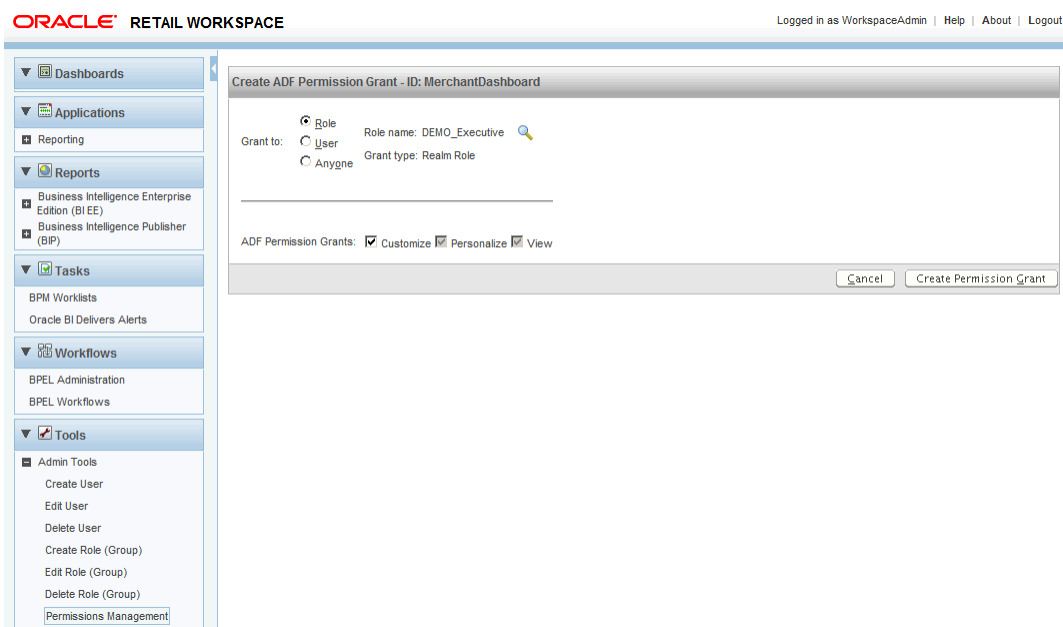 ORACLE RETAIL WORKSPACE
Logged in as WorkspaceAdmin | Help | About | Logout
Dashboards
Applications
Reporting
Reports
Business Intelligence Enterprise
Edition (BI EE)
Business Intelligence Publisher
(BIP)
Tasks
BPM Worklists
Oracle BI Delivers Alerts
Workflows
BPEL Administration
BPEL Workflows
Tools
Admin Tools
Create User
Edit User
Delete User
Create Role (Group)
Edit Role (Group)
Delete Role (Group)
Permissions Management
Create ADF Permission Grant - ID: MerchantDashboard
Grant to:
Role
User
Anyone
Role name: DEMO_Executive
Grant type: Realm Role
ADF Permission Grants: Customize Personalize View
Cancel
Create Permission Grant